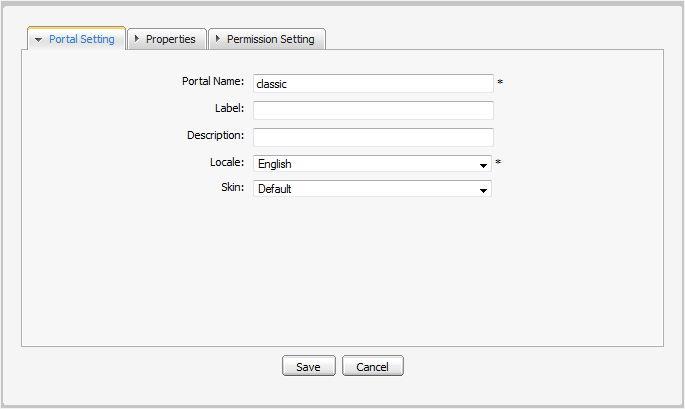 Portal Setting Properties Permission Setting
Portal Name: classic *
Label:
Description:
Locale: English *
Skin: Default
Save Cancel